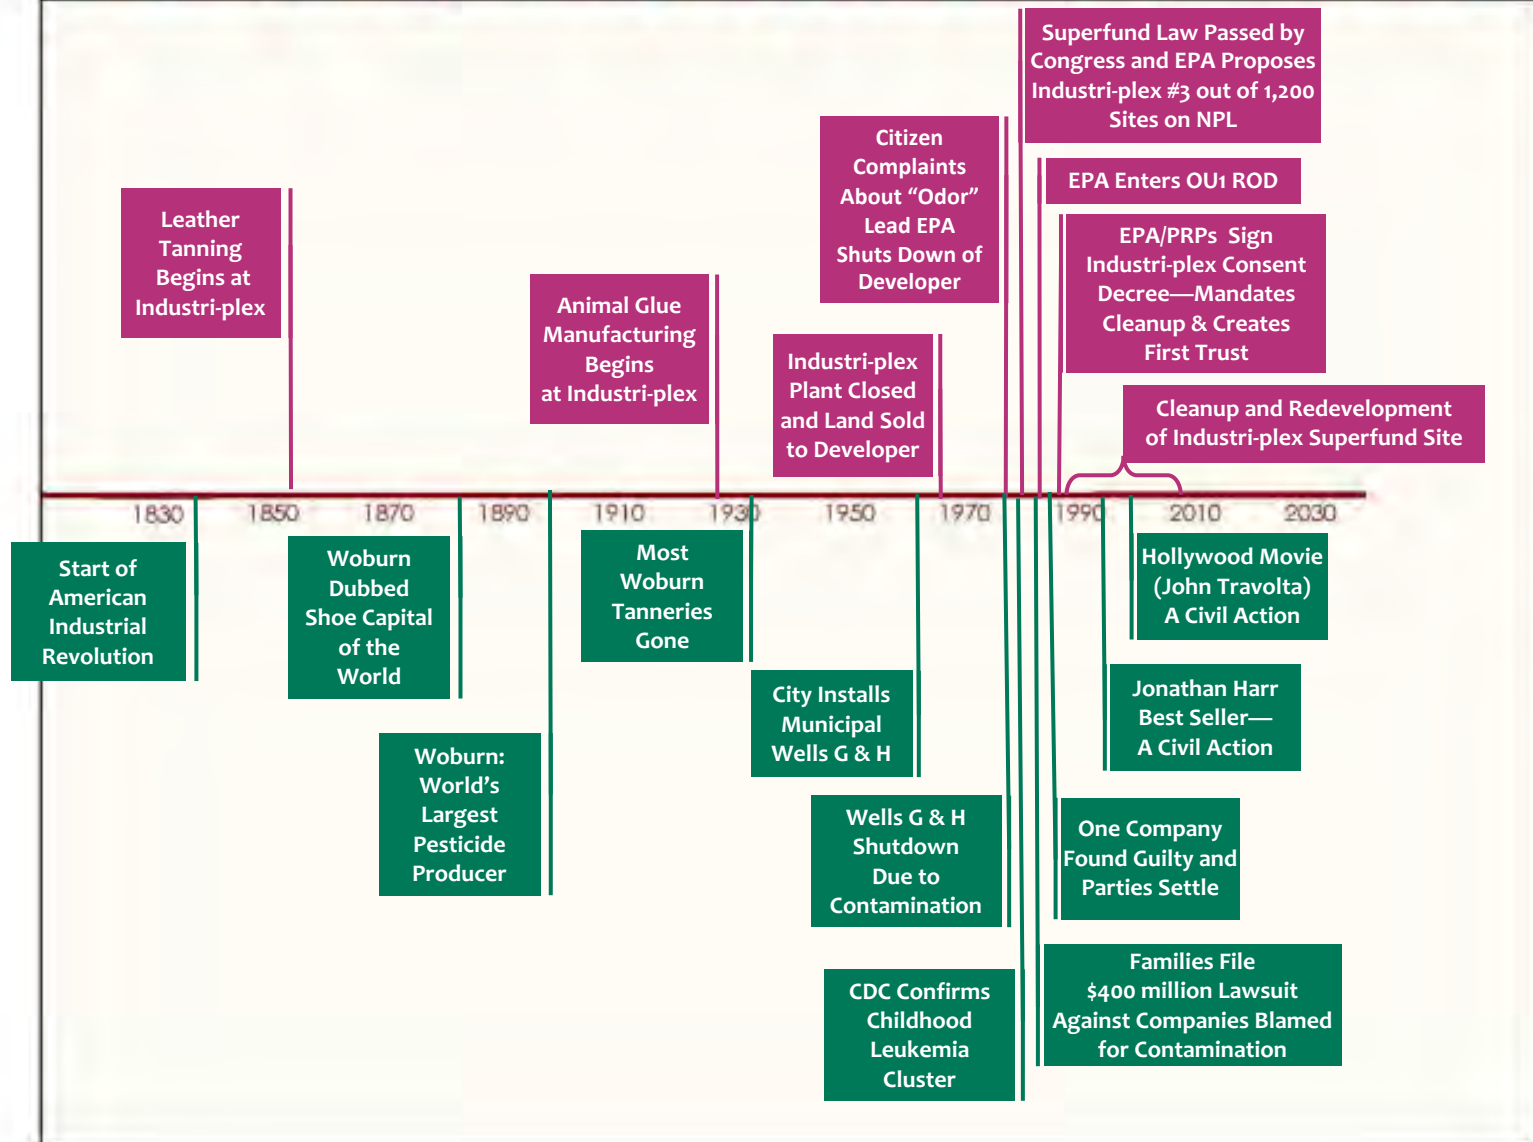 Superfund Law Passed by
Congress and EPA Proposes
Industri-plex #3 out of 1,200
Sites on NPL
Citizen
Complaints
About “Odor”
Lead EPA
Shuts Down of
Developer
EPA Enters OU1 ROD
Leather
Tanning
Begins at
Industri-plex
EPA/PRPs Sign
Industri-plex Consent
Decree—Mandates
Cleanup & Creates
First Trust
Animal Glue
Manufacturing
Begins
at Industri-plex
Industri-plex
Plant Closed
and Land Sold
to Developer
Cleanup and Redevelopment
of Industri-plex Superfund Site
1830 1850 1870 1890 1910 1930 1950 1970 1990 2010 2030
Start of
American
Industrial
Revolution
Woburn
Dubbed
Shoe Capital
of the
World
Most
Woburn
Tanneries
Gone
Hollywood Movie
(John Travolta)
A Civil Action
City Installs
Municipal
Wells G & H
Jonathan Harr
Best Seller—
A Civil Action
Woburn:
World’s
Largest
Pesticide
Producer
Wells G & H
Shutdown
Due to
Contamination
One Company
Found Guilty and
Parties Settle
CDC Confirms
Childhood
Leukemia
Cluster
Families File
$400 million Lawsuit
Against Companies Blamed
for Contamination